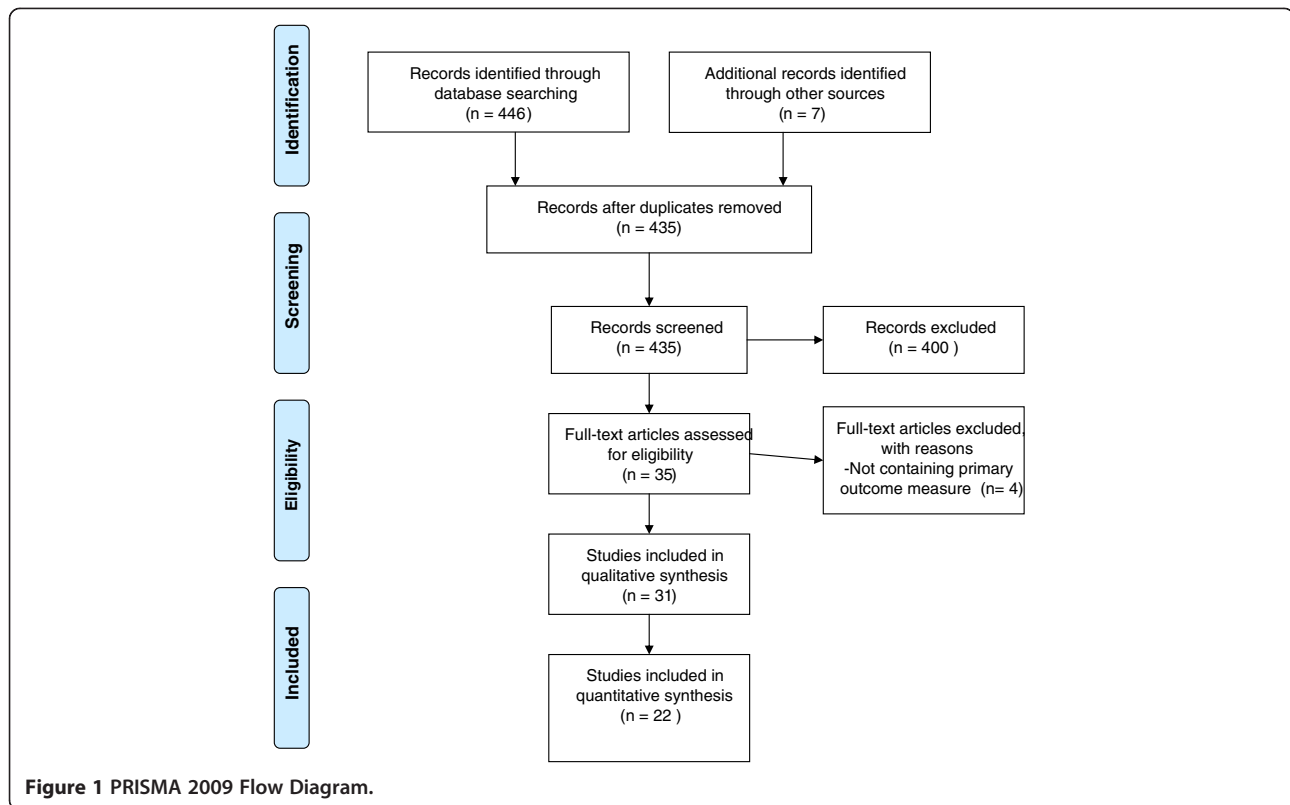 Identification
Records identified through
database searching
(n = 446)
Additional records identified
through other sources
(n = 7)
Records after duplicates removed
(n = 435)
Screening
Records screened
(n = 435)
Records excluded
(n = 400 )
Eligibility
Full-text articles assessed
for eligibility
(n = 35)
Full-text articles excluded,
with reasons
-Not containing primary
outcome measure (n= 4)
Studies included in
qualitative synthesis
(n = 31)
Included
Studies included in
quantitative synthesis
(n = 22 )
Figure 1 PRISMA 2009 Flow Diagram.